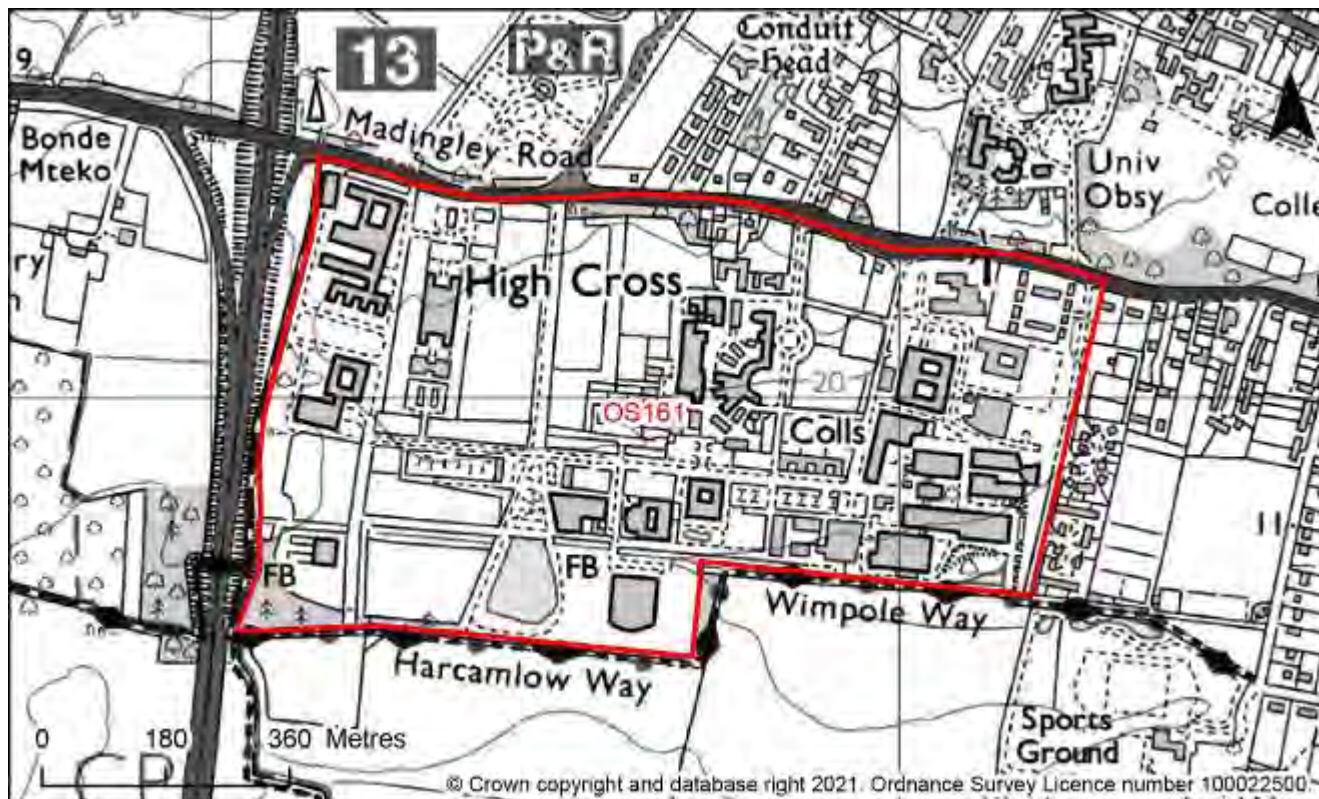 9
13
P&R
Conduit
Head
Bonde
Mteko
Madingley Road
Univ
Obsy
20
Colle
ry
High Cross
20
OS161
Colls
11
FB
FB
Wimpole Way
Harcamlow Way
Sports
Ground
0 180 360 Metres
© Crown copyright and database right 2021. Ordnance Survey Licence number 100022500.